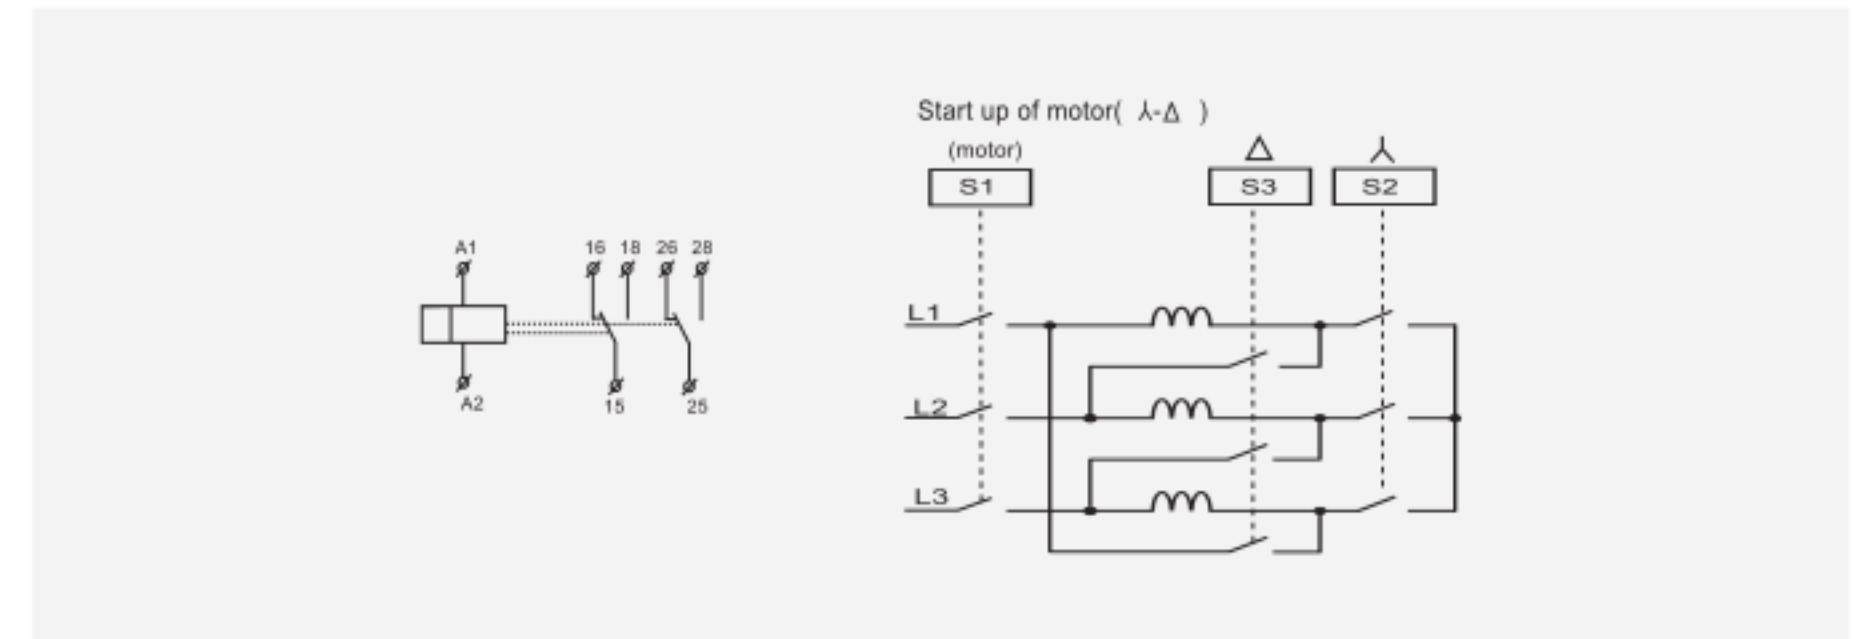 Start up of motor( ⅄-Δ )
(motor)
Δ
⅄
S1
S3
S2
A1
16 18 26 28
A2
15
25
L1
L2
L3